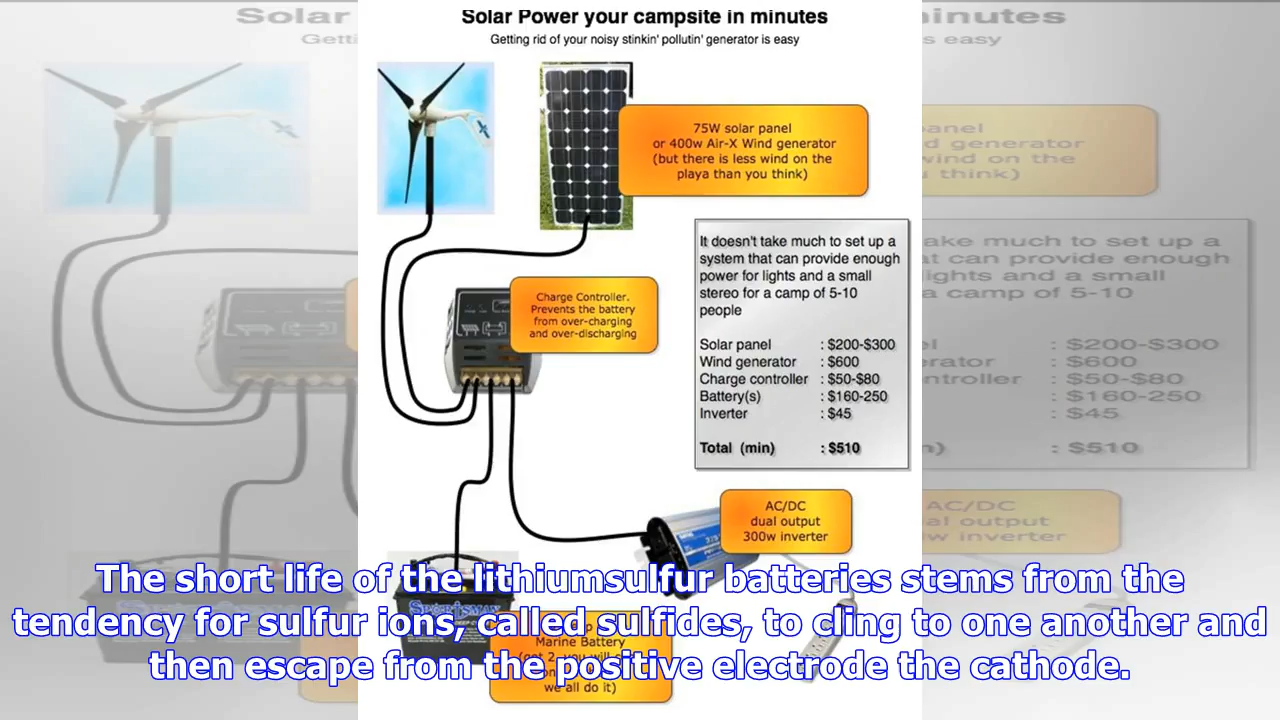 Solar Power your campsite in minutes
Getting rid of your noisy stinkin' pollutin' generator is easy
75W solar panel
or 400w Air-X Wind generator
(but there is less wind on the
playa than you think)
It doesn't take much to set up a
system that can provide enough
power for lights and a small
stereo for a camp of 5-10
people
Solar panel : $200-$300
Wind generator : $600
Charge controller : $50-$80
Battery(s) : $160-250
Inverter : $45
Total (min) : $510
Charge Controller.
Prevents the battery
from over-charging
and over-discharging
AC/DC
dual output
300w inverter
Marine Battery
we all do it)
The short life of the lithiumsulfur batteries stems from the
tendency for sulfur ions, called sulfides, to cling to one another and
then escape from the positive electrode the cathode.